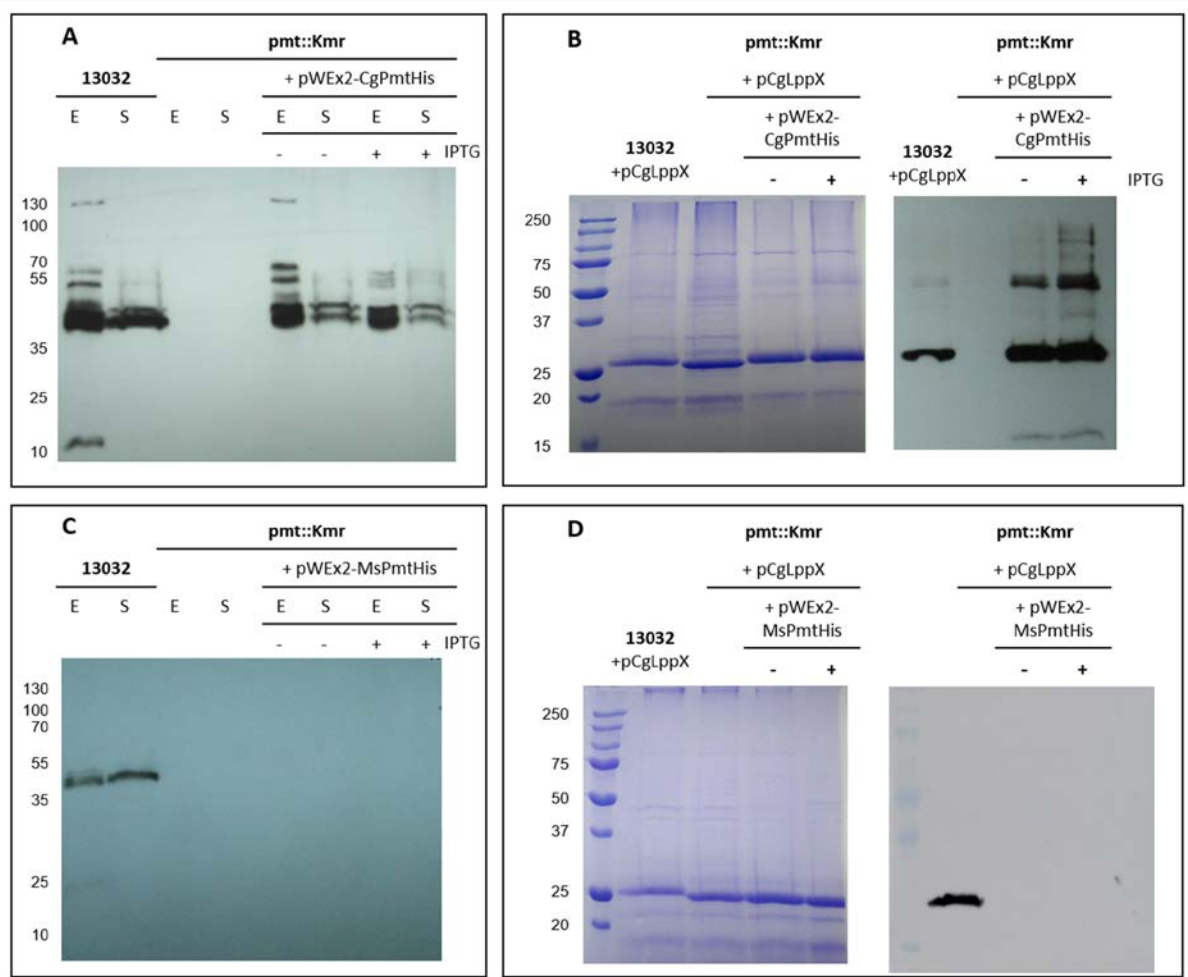 A
pmt::Kmr
13032
+ pWEx2-CgPmtHis
E S E S E S E S
- - + + IPTG
130
100
70
55
35
25
10
B
pmt::Kmr
+ pCgLppX
+ pWEx2-
CgPmtHis
13032
+pCgLppX
- +
250
75
50
37
25
20
15
pmt::Kmr
+ pCgLppX
+ pWEx2-
CgPmtHis
13032
+pCgLppX
- + IPTG
C
pmt::Kmr
13032
+ pWEx2-MsPmtHis
E S E S E S E S
- - + + IPTG
130
100
70
55
35
25
10
D
pmt::Kmr
+ pCgLppX
+ pWEx2-
MsPmtHis
13032
+pCgLppX
- +
250
75
50
37
25
20
pmt::Kmr
+ pCgLppX
+ pWEx2-
MsPmtHis
- +